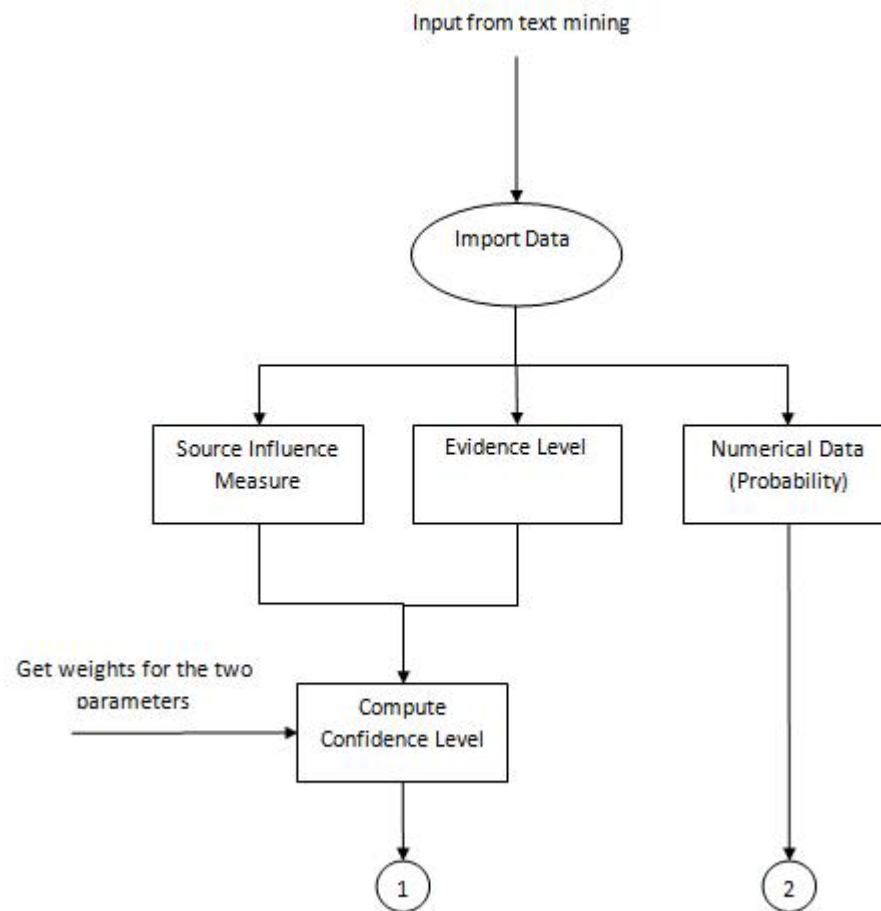 Input from text mining
Import Data
Source Influence
Measure
Evidence Level
Numerical Data
(Probability)
Get weights for the two
parameters
Compute
Confidence Level
1
2